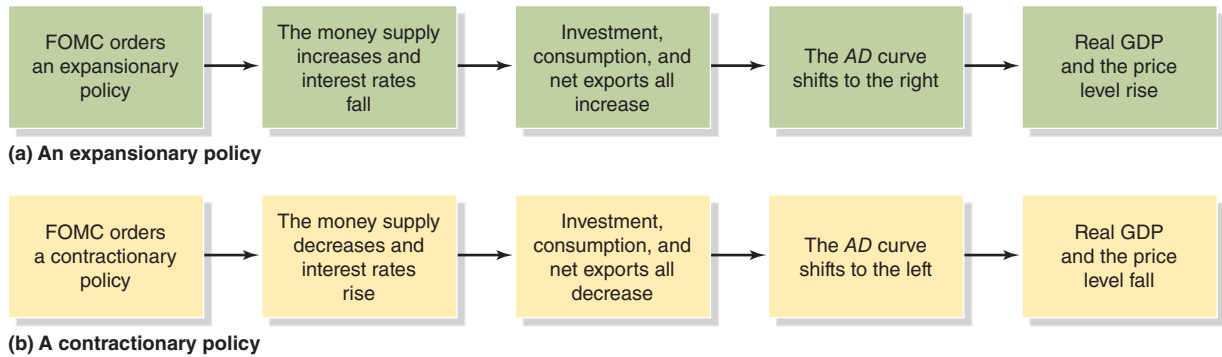 FOMC orders
an expansionary
policy
The money supply
increases and
interest rates
fall
Investment,
consumption, and
net exports all
increase
The AD curve
shifts to the right
Real GDP
and the price
level rise
(a) An expansionary policy
FOMC orders
a contractionary
policy
The money supply
decreases and
interest rates
rise
Investment,
consumption, and
net exports all
decrease
The AD curve
shifts to the left
Real GDP
and the price
level fall
(b) A contractionary policy